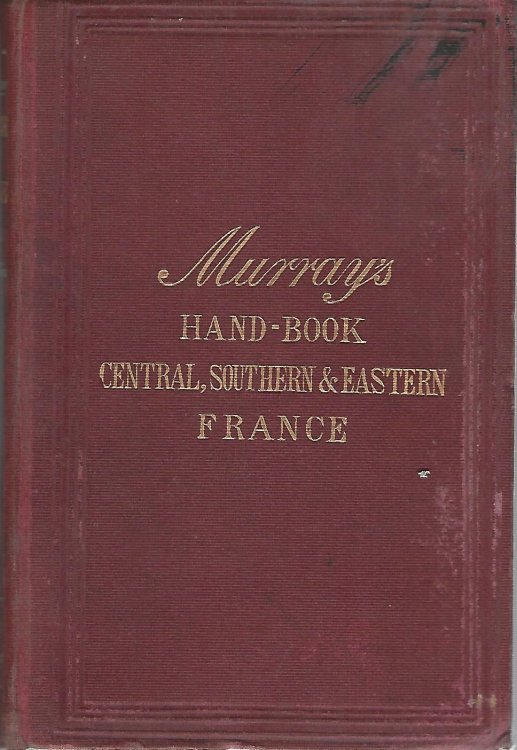 Murray's
HAND-BOOK
CENTRAL, SOUTHERN & EASTERN
FRANCE